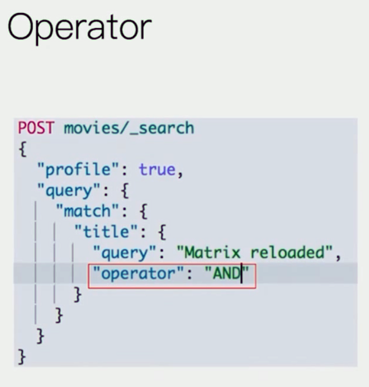 Operator
POST movies/_search
{
"profile": true,
"query": {
"match": {
"title": {
"query": "Matrix reloaded",
"operator": "AND"
}
}
}
}